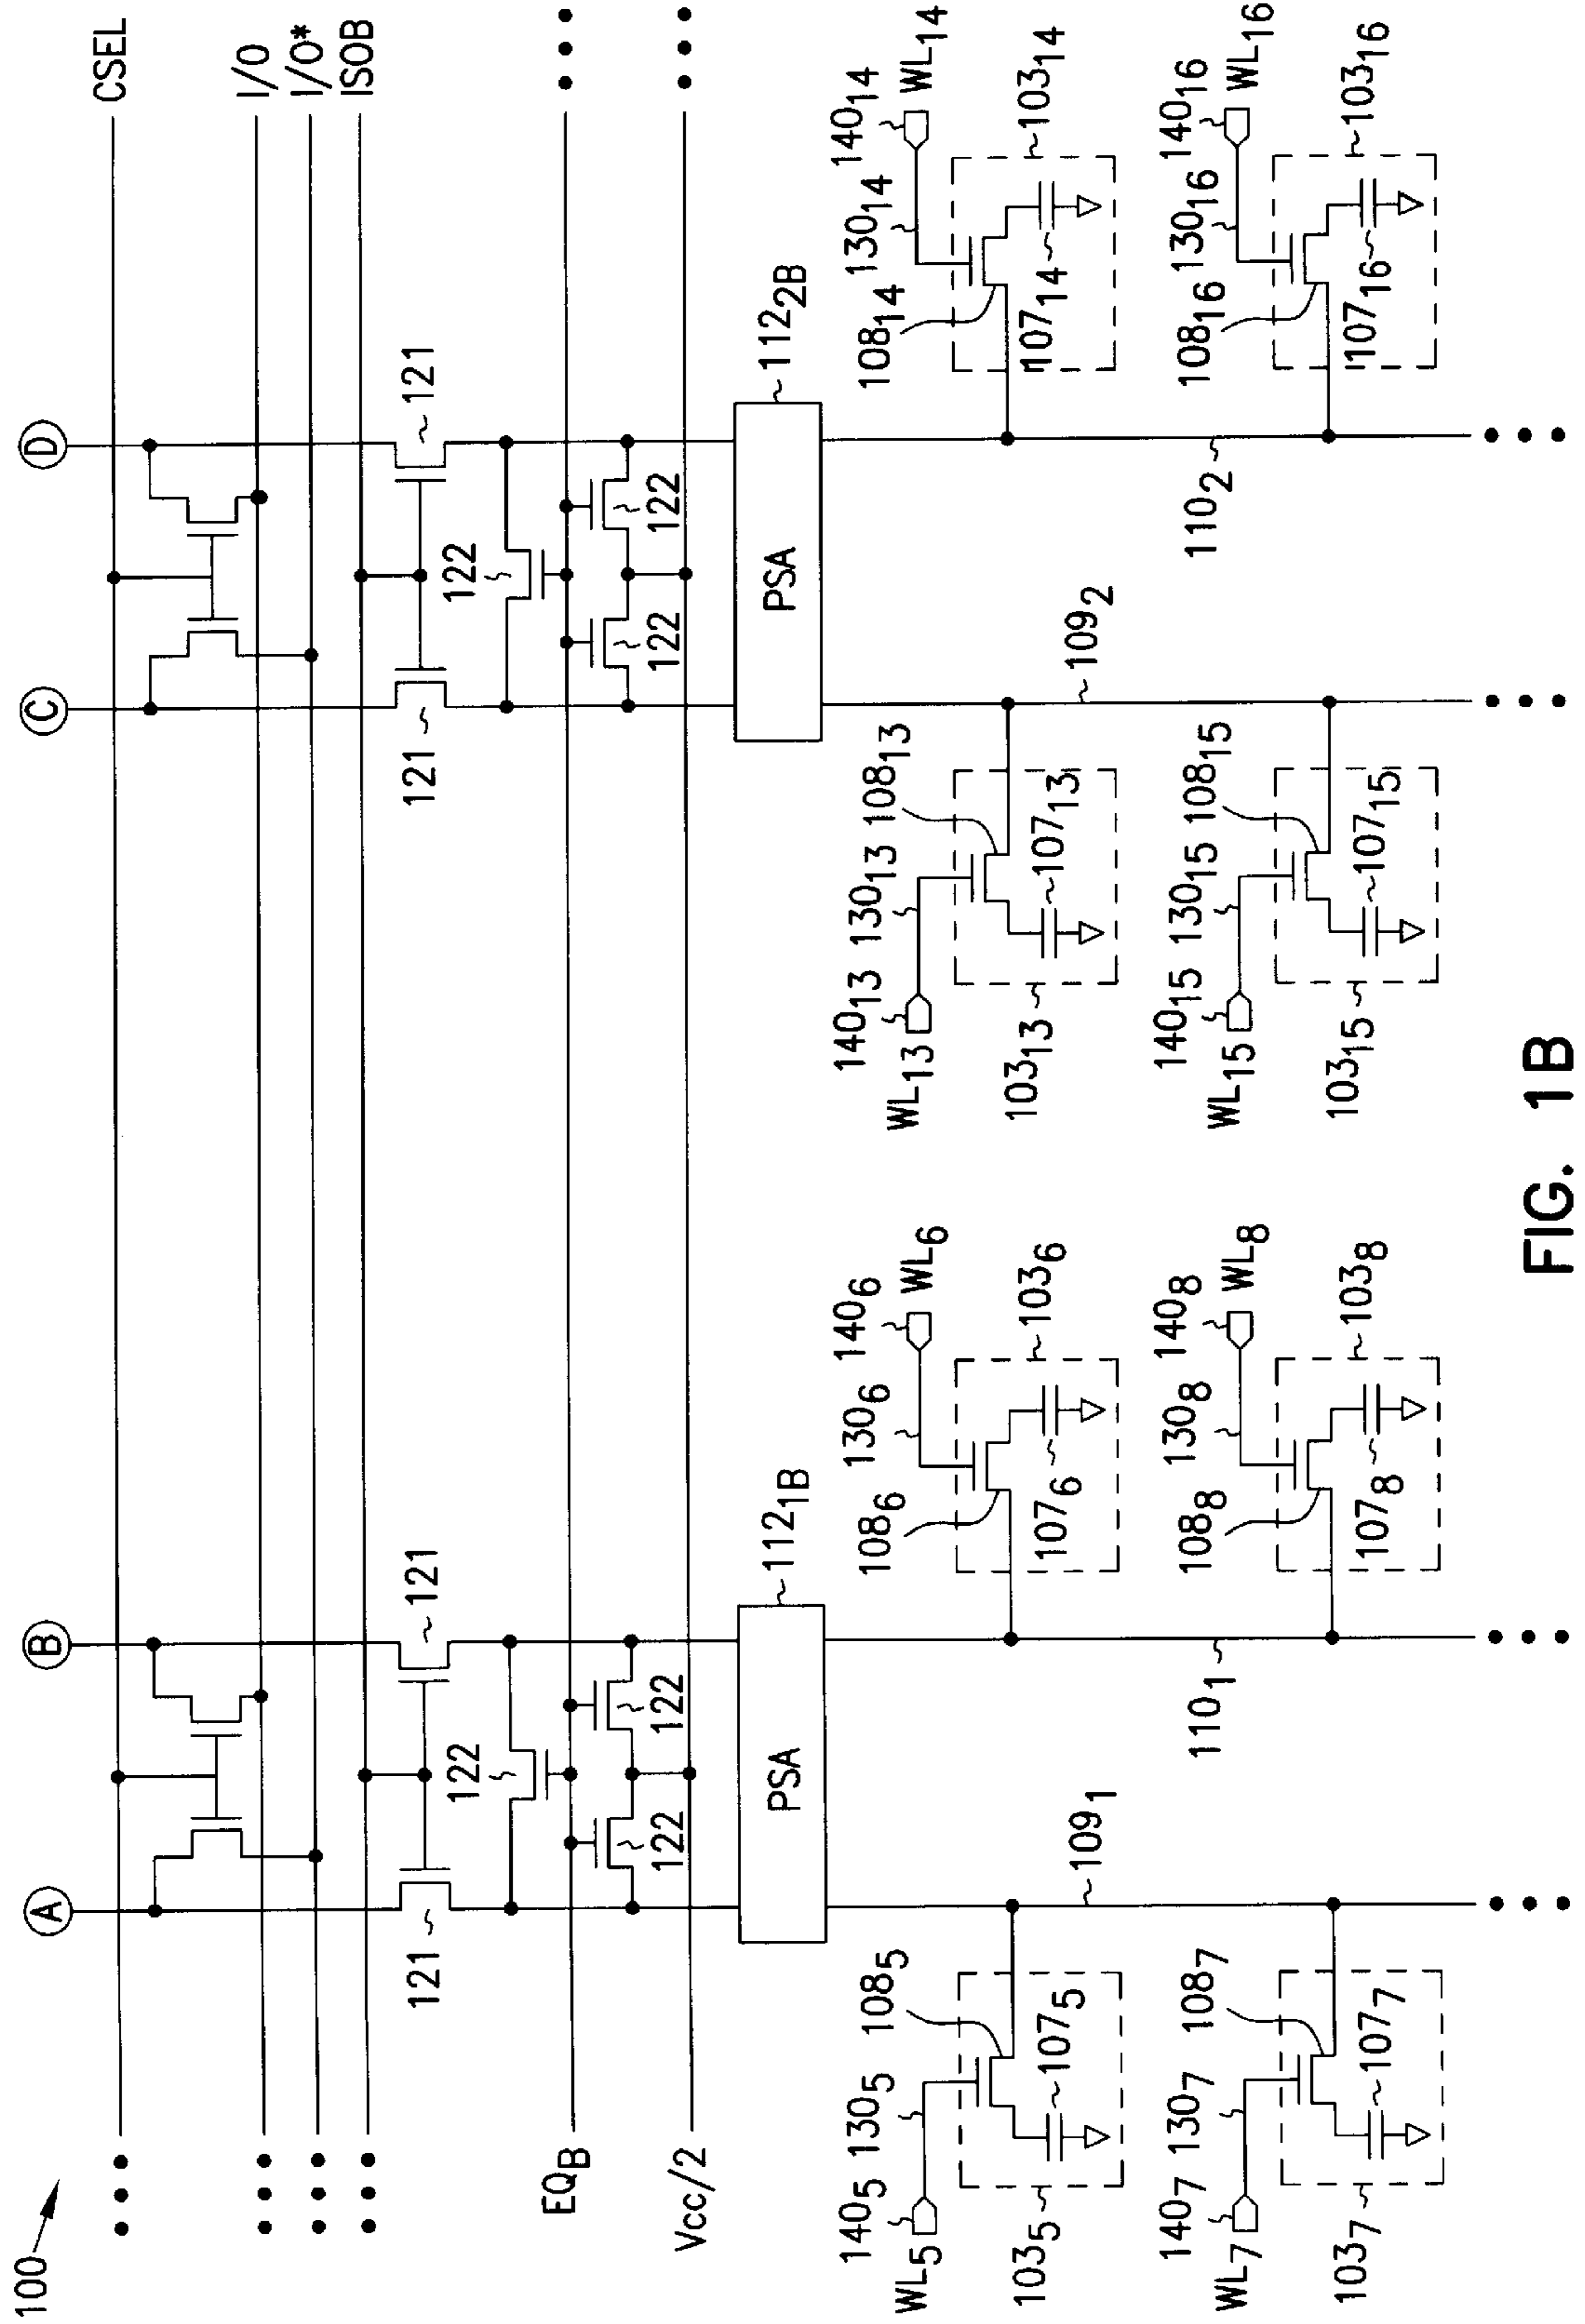 100
CSEL
I/O
I/O*
ISOB
A
B
C
D
121
121
121
121
122
122
122
122
122
122
EQB
Vcc/2
PSA
112₁B
PSA
112₂B
140₅
130₅
108₅
WL₅
107₅
103₅
140₆
WL₆
130₆
108₆
107₆
103₆
140₁₃
130₁₃
108₁₃
WL₁₃
107₁₃
103₁₃
140₁₄
WL₁₄
130₁₄
108₁₄
107₁₄
103₁₄
109₁
110₁
109₂
110₂
140₇
130₇
108₇
WL₇
107₇
103₇
140₈
WL₈
130₈
108₈
107₈
103₈
140₁₅
130₁₅
108₁₅
WL₁₅
107₁₅
103₁₅
140₁₆
WL₁₆
130₁₆
108₁₆
107₁₆
103₁₆
FIG. 1B